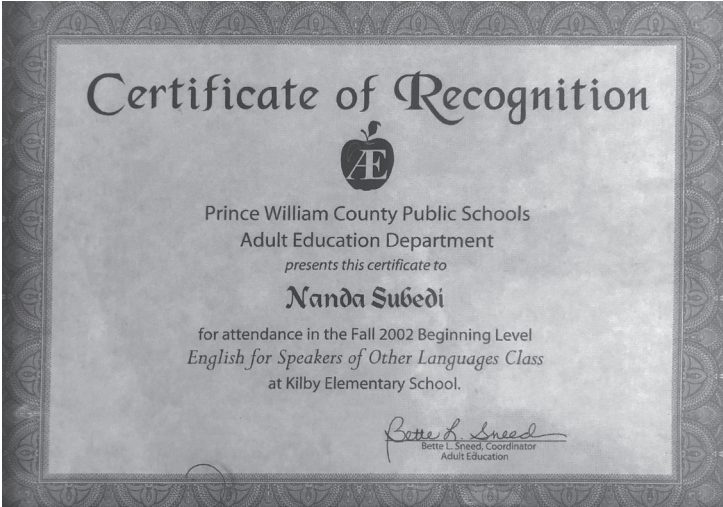 Certificate of Recognition
Æ
Prince William County Public Schools
Adult Education Department
presents this certificate to
Nanda Subedi
for attendance in the Fall 2002 Beginning Level
English for Speakers of Other Languages Class
at Kilby Elementary School.
Bette L. Sneed
Bette L. Sneed, Coordinator
Adult Education